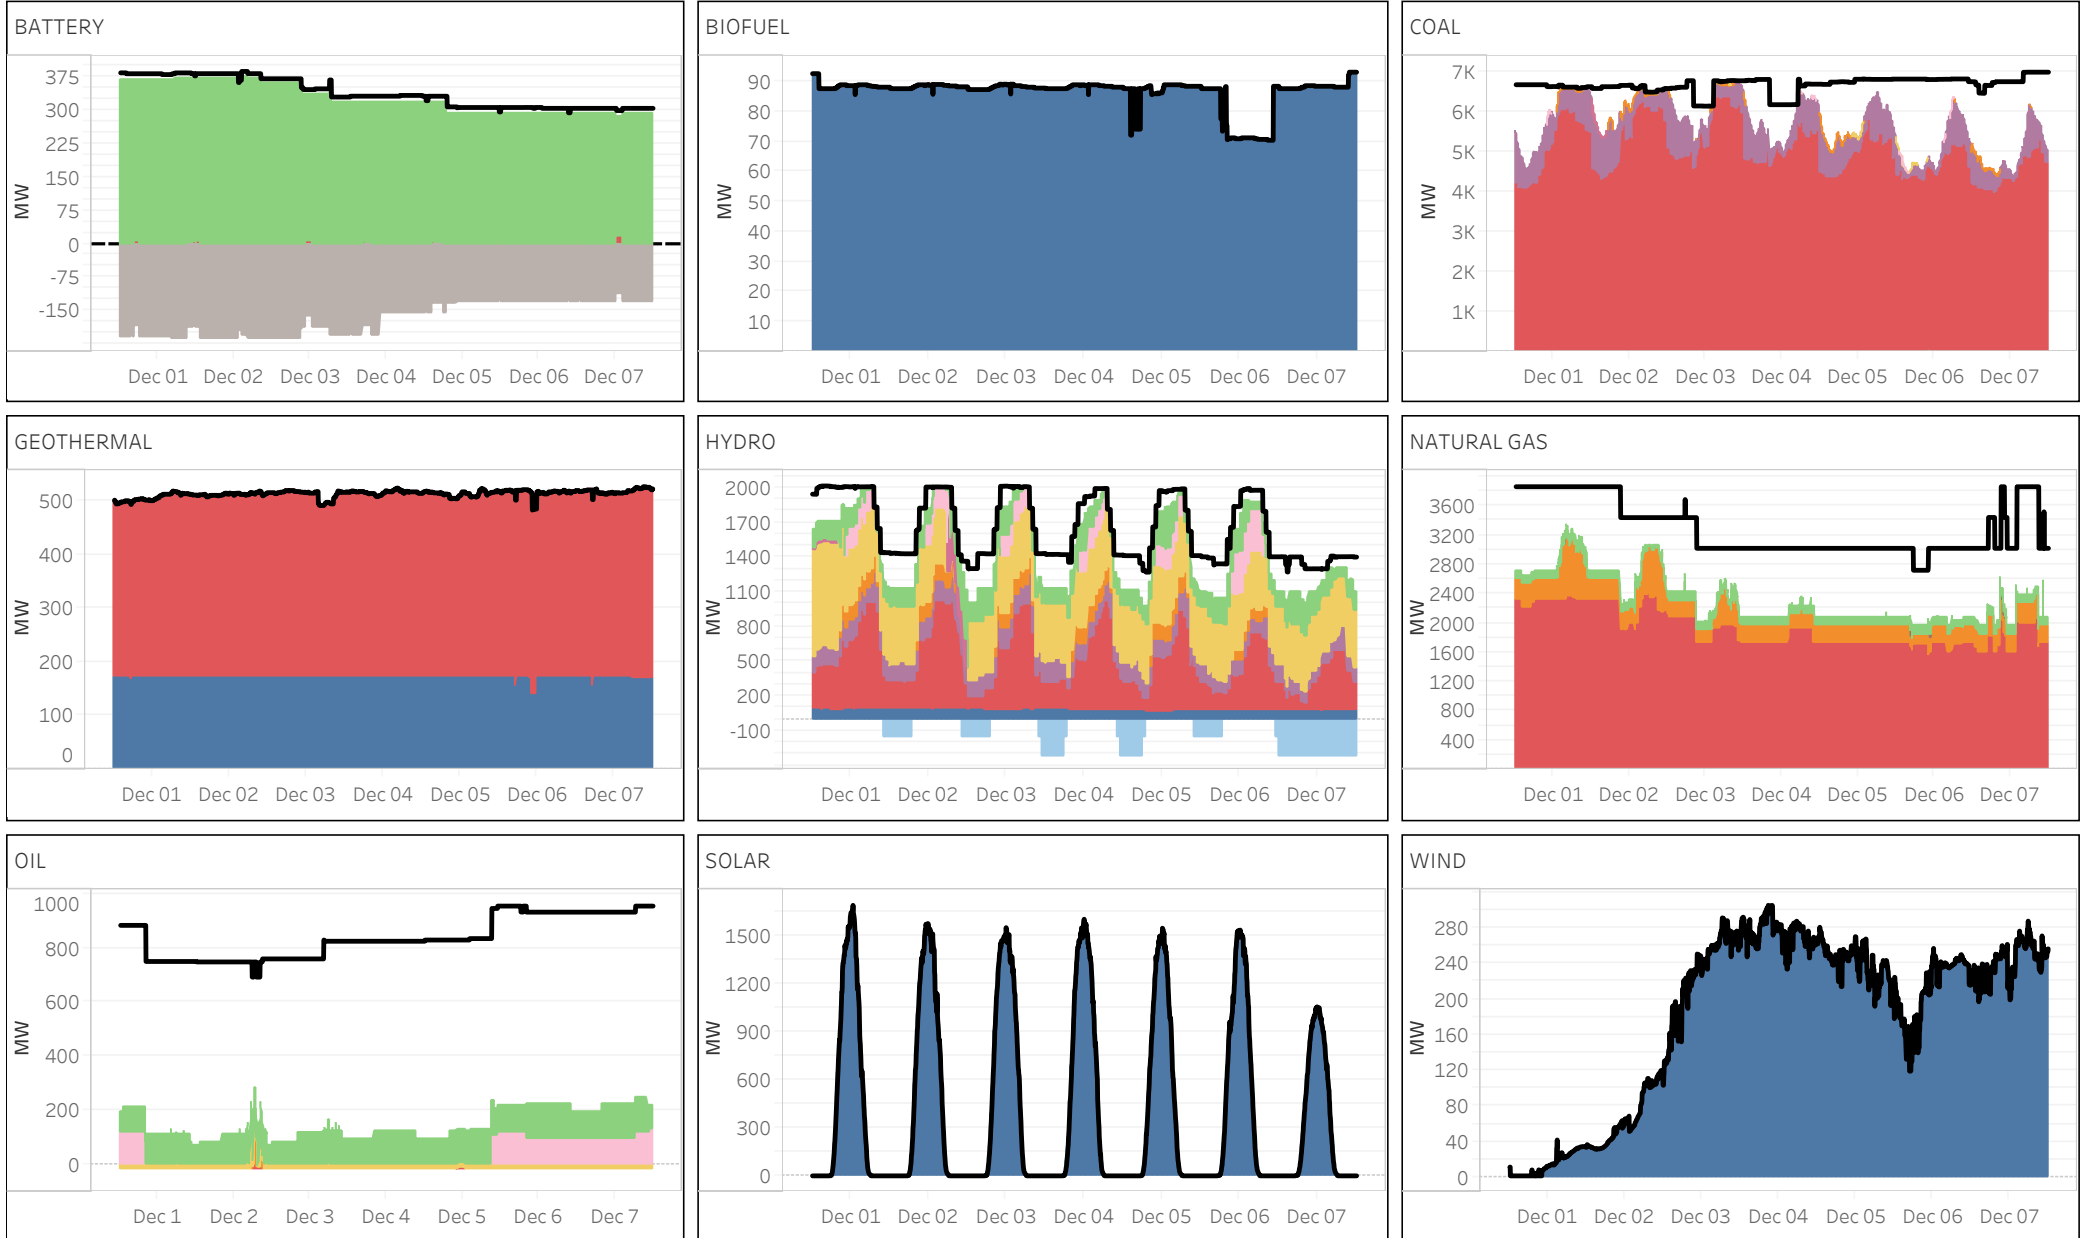 BATTERY
375
300
225
150
75
0
-75
-150
MW
Dec 01 Dec 02 Dec 03 Dec 04 Dec 05 Dec 06 Dec 07
BIOFUEL
90
80
70
60
50
40
30
20
10
MW
Dec 01 Dec 02 Dec 03 Dec 04 Dec 05 Dec 06 Dec 07
COAL
7K
6K
5K
4K
3K
2K
1K
MW
Dec 01 Dec 02 Dec 03 Dec 04 Dec 05 Dec 06 Dec 07
GEOTHERMAL
500
400
300
200
100
0
MW
Dec 01 Dec 02 Dec 03 Dec 04 Dec 05 Dec 06 Dec 07
HYDRO
2000
1700
1400
1100
800
500
200
-100
MW
Dec 01 Dec 02 Dec 03 Dec 04 Dec 05 Dec 06 Dec 07
NATURAL GAS
3600
3200
2800
2400
2000
1600
1200
800
400
MW
Dec 01 Dec 02 Dec 03 Dec 04 Dec 05 Dec 06 Dec 07
OIL
1000
800
600
400
200
0
MW
Dec 1 Dec 2 Dec 3 Dec 4 Dec 5 Dec 6 Dec 7
SOLAR
1500
1200
900
600
300
0
MW
Dec 01 Dec 02 Dec 03 Dec 04 Dec 05 Dec 06 Dec 07
WIND
280
240
200
160
120
80
40
0
MW
Dec 01 Dec 02 Dec 03 Dec 04 Dec 05 Dec 06 Dec 07